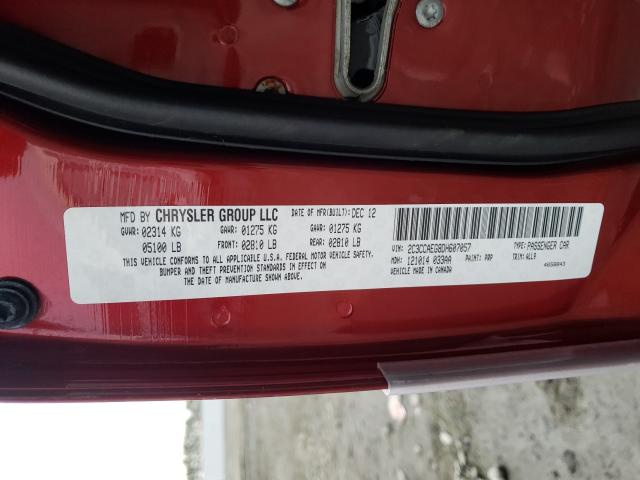 MFD BY CHRYSLER GROUP LLC DATE OF MFR(BUILT): DEC 12
GVWR: 02314 KG GAWR: 01275 KG GAWR: 01275 KG
05100 LB FRONT: 02810 LB REAR: 02810 LB
THIS VEHICLE CONFORMS TO ALL APPLICABLE U.S.A. FEDERAL MOTOR VEHICLE SAFETY,
BUMPER AND THEFT PREVENTION STANDARDS IN EFFECT ON
THE DATE OF MANUFACTURE SHOWN ABOVE.
VIN: 2C3CCAEG8DH607057 TYPE: PASSENGER CAR
MDH: 121014 033AA PAINT: PRP TRIM: ALL9
VEHICLE MADE IN CANADA 4658843